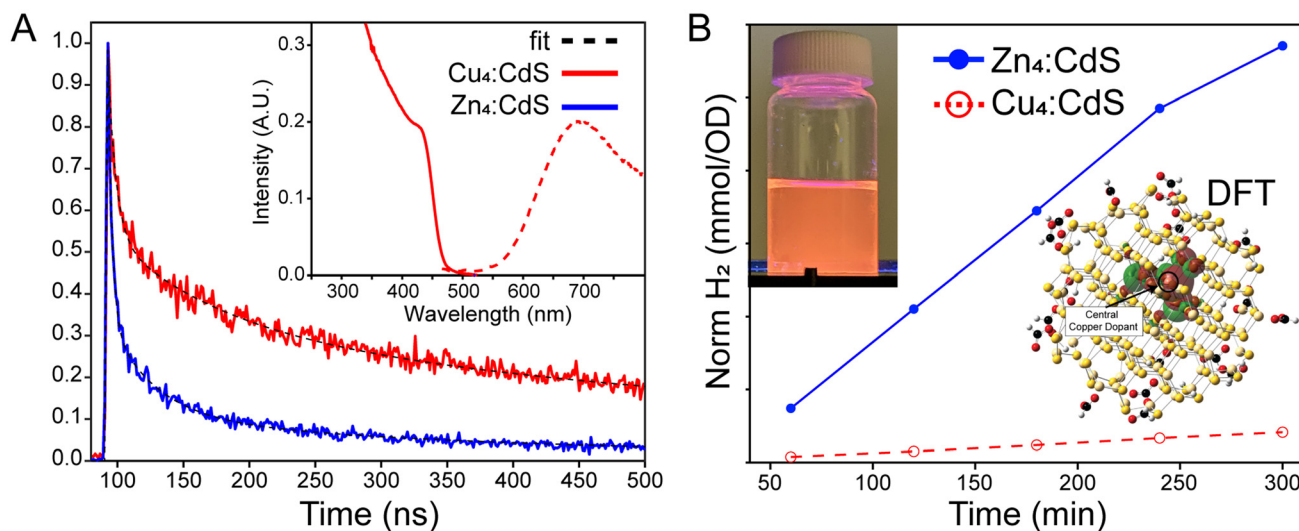 A
1.0
0.9
0.8
0.7
0.6
0.5
0.4
0.3
0.2
0.1
0.0
100 150 200 250 300 350 400 450 500
Time (ns)
fit
Cu₄:CdS
Zn₄:CdS
Intensity (A.U.)
0.3
0.2
0.1
0.0
300 400 500 600 700
Wavelength (nm)
B
Norm H₂ (mmol/OD)
Zn₄:CdS
Cu₄:CdS
DFT
Central
Copper Dopant
50 100 150 200 250 300
Time (min)